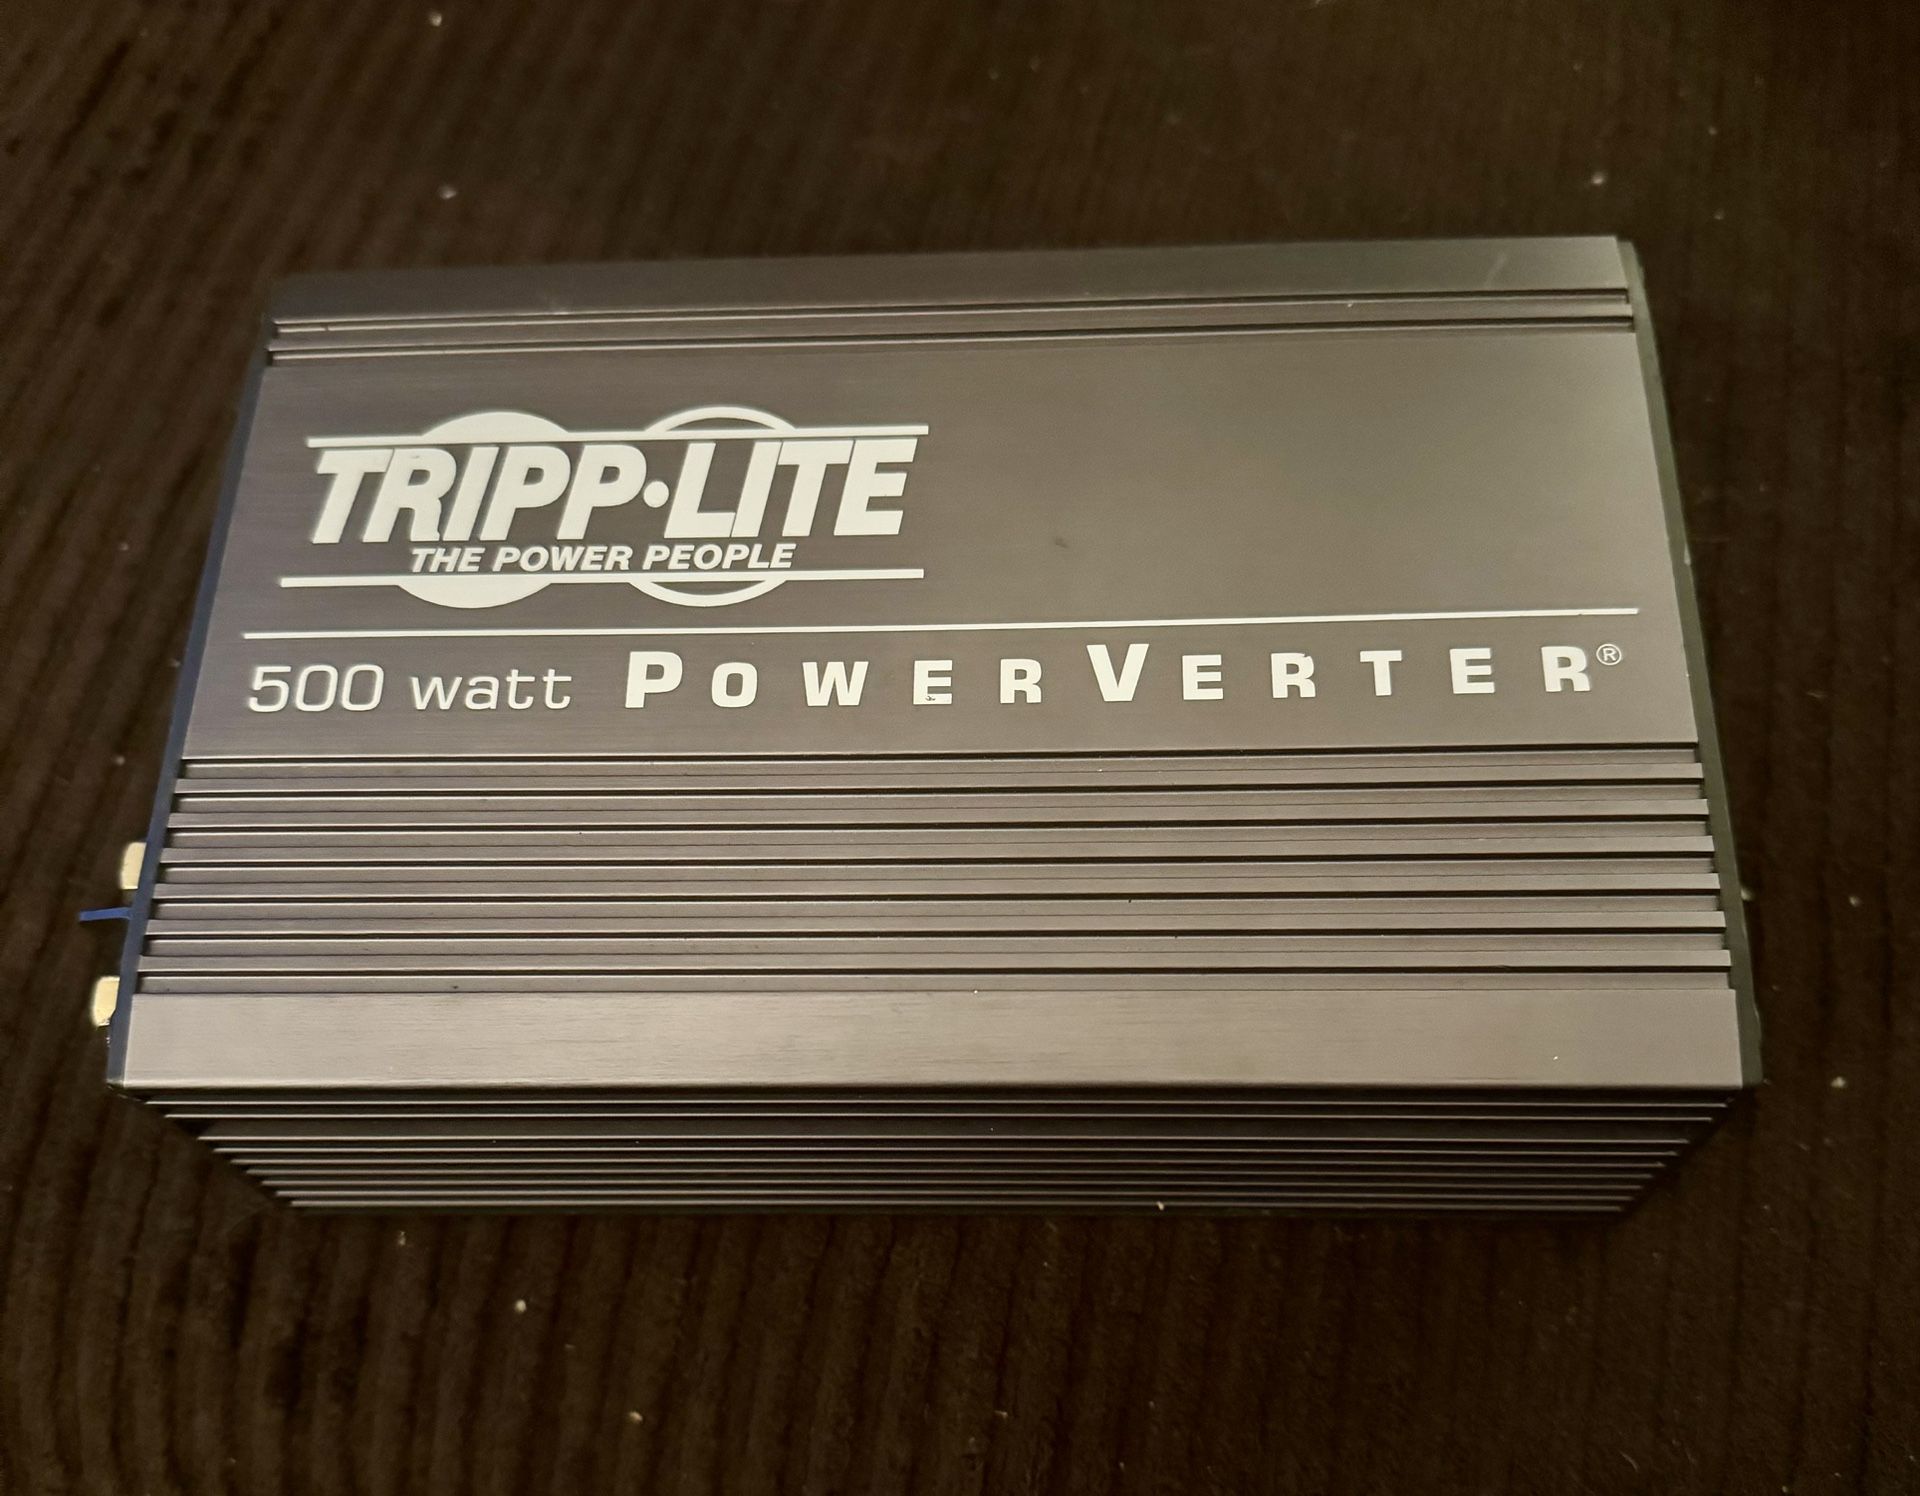 TRIPP·LITE
THE POWER PEOPLE
500 watt POWERVERTER®